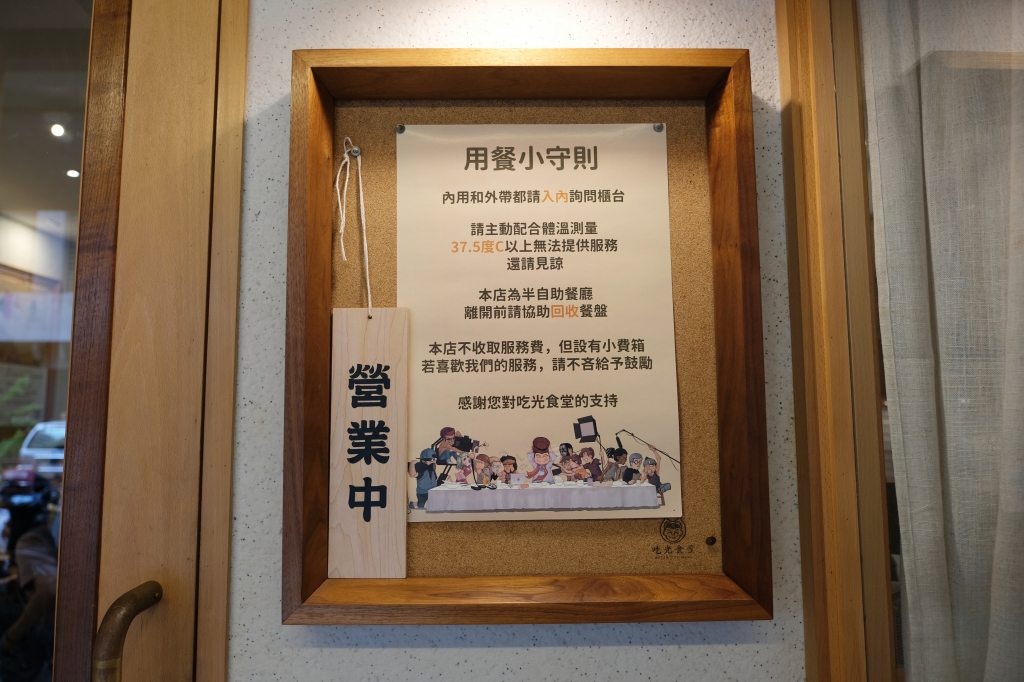 用餐小守則
內用和外帶都請入內詢問櫃台
請主動配合體溫測量
37.5度C以上無法提供服務
還請見諒
本店為半自助餐廳
離開前請協助回收餐盤
本店不收取服務費，但設有小費箱
若喜歡我們的服務，請不吝給予鼓勵
感謝您對吃光食堂的支持
營業中
吃光食堂